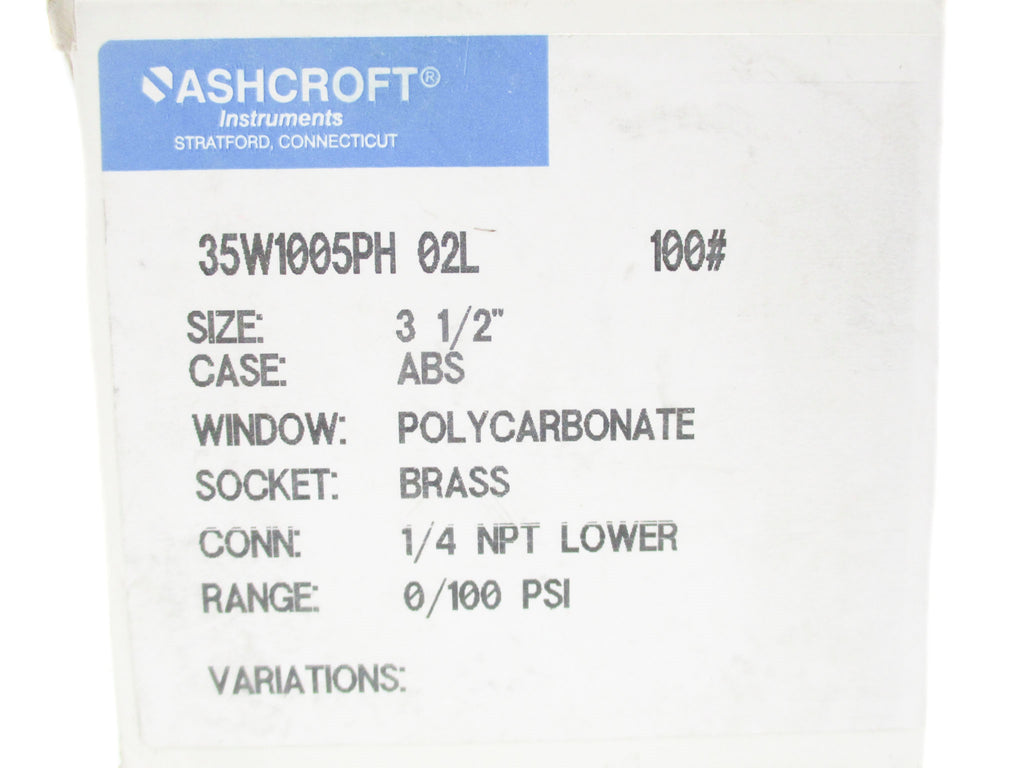 ASHCROFT®
Instruments
STRATFORD, CONNECTICUT
35W1005PH 02L 100#
SIZE: 3 1/2"
CASE: ABS
WINDOW: POLYCARBONATE
SOCKET: BRASS
CONN: 1/4 NPT LOWER
RANGE: 0/100 PSI
VARIATIONS: